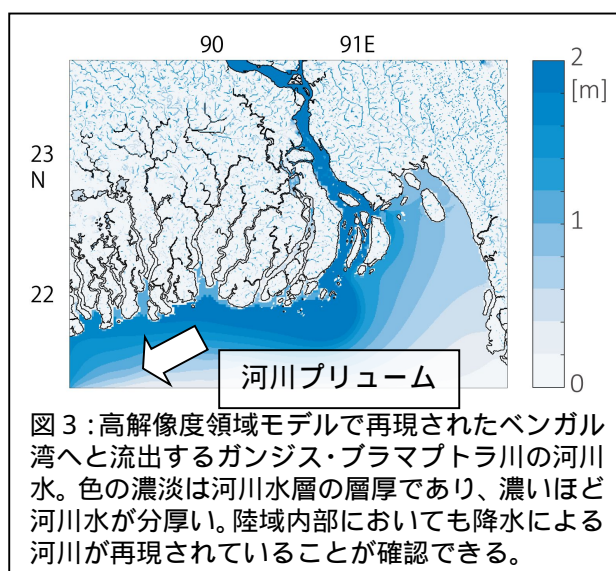 90 91E
2
[m]
23
N
1
22
0
河川プリューム
図3:高解像度領域モデルで再現されたベンガル
湾へと流出するガンジス・ブラマプトラ川の河川
水。色の濃淡は河川水層の層厚であり、濃いほど
河川水が分厚い。陸域内部においても降水による
河川が再現されていることが確認できる。